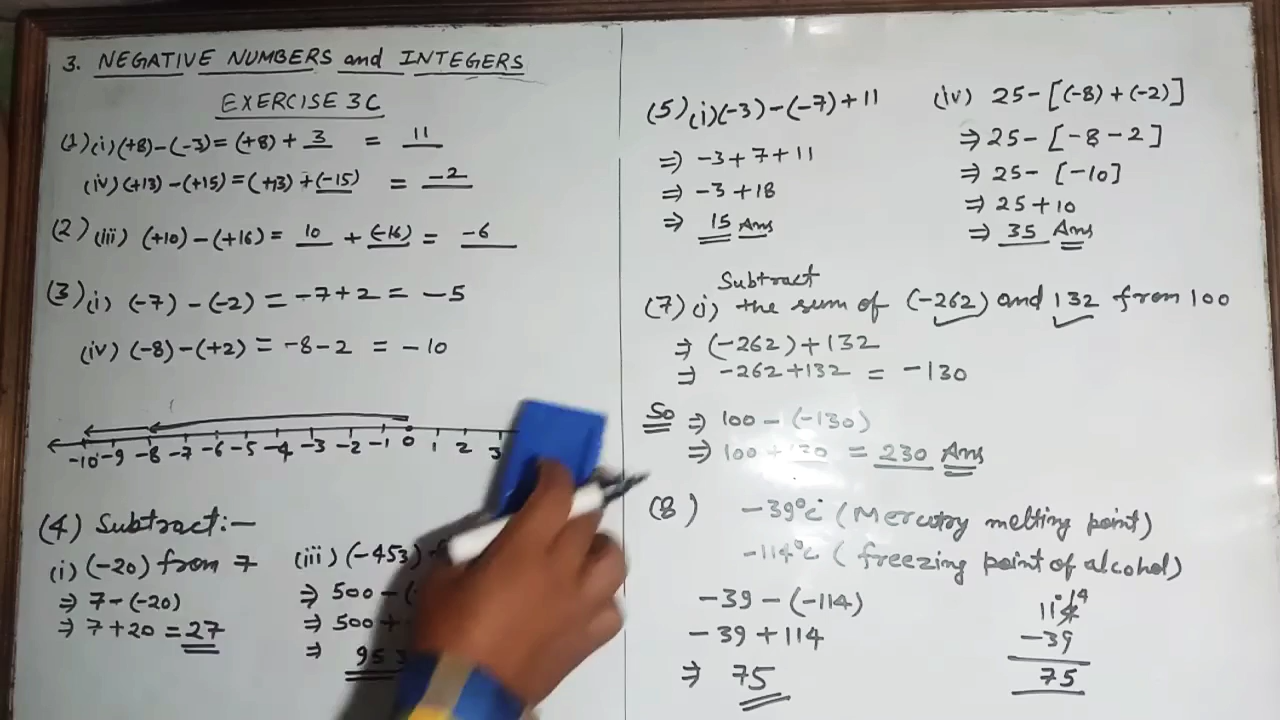 3. NEGATIVE NUMBERS and INTEGERS
EXERCISE 3C
(1) (i) (+8)-(-3) = (+8) + 3 = 11
(iv) (+13)-(+15) = (+13) + (-15) = -2
(2) (iii) (+10)-(+16) = 10 + (-16) = -6
(3) (i) (-7) - (-2) = -7+2 = -5
(iv) (-8)-(+2) = -8-2 = -10
-10 -9 -8 -7 -6 -5 -4 -3 -2 -1 0 1 2 3
(4) Subtract:-
(i) (-20) from 7
⇒ 7-(-20)
⇒ 7+20 = 27
(iii) (-453)
⇒ 500-(
⇒ 500+
⇒ 953
(5) (i) (-3)-(-7)+11
⇒ -3+7+11
⇒ -3+18
⇒ 15 Ans
(iv) 25-[(-8)+(-2)]
⇒ 25-[-8-2]
⇒ 25-[-10]
⇒ 25+10
⇒ 35 Ans
Subtract
(7) (i) the sum of (-262) and 132 from 100
⇒ (-262)+132
⇒ -262+132 = -130
So ⇒ 100-(-130)
⇒ 100+ = 230 Ans
(8) -39°C (Mercury melting point)
-114°C (freezing point of alcohol)
-39-(-114)
-39+114
⇒ 75
114
-39
75